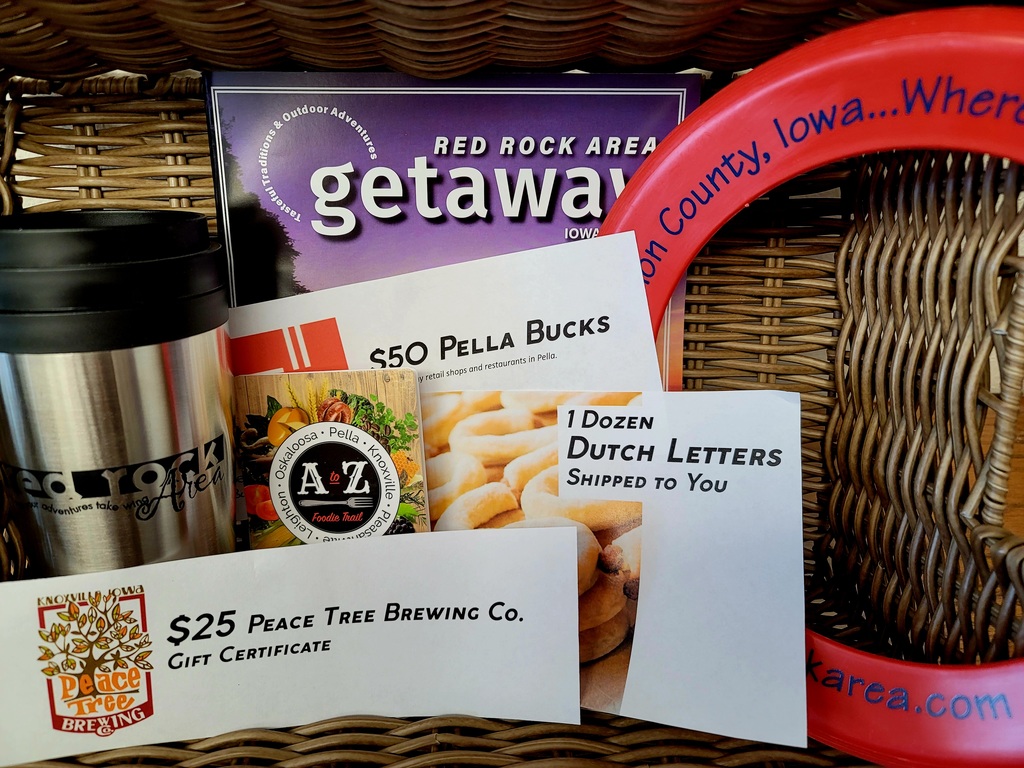 Tasteful Traditions & Outdoor Adventures
RED ROCK AREA
getaway
IOWA
County, Iowa...Where
$50 PELLA BUCKS
retail shops and restaurants in Pella.
1 DOZEN
DUTCH LETTERS
SHIPPED TO YOU
Oskaloosa • Pella • Knoxville • Pleasantville • Leighton
A to Z
Foodie Trail
red rock
Area
adventures take wing
KNOXVILLE, IOWA
Peace
Tree
BREWING
Co
$25 PEACE TREE BREWING CO.
GIFT CERTIFICATE
karea.com